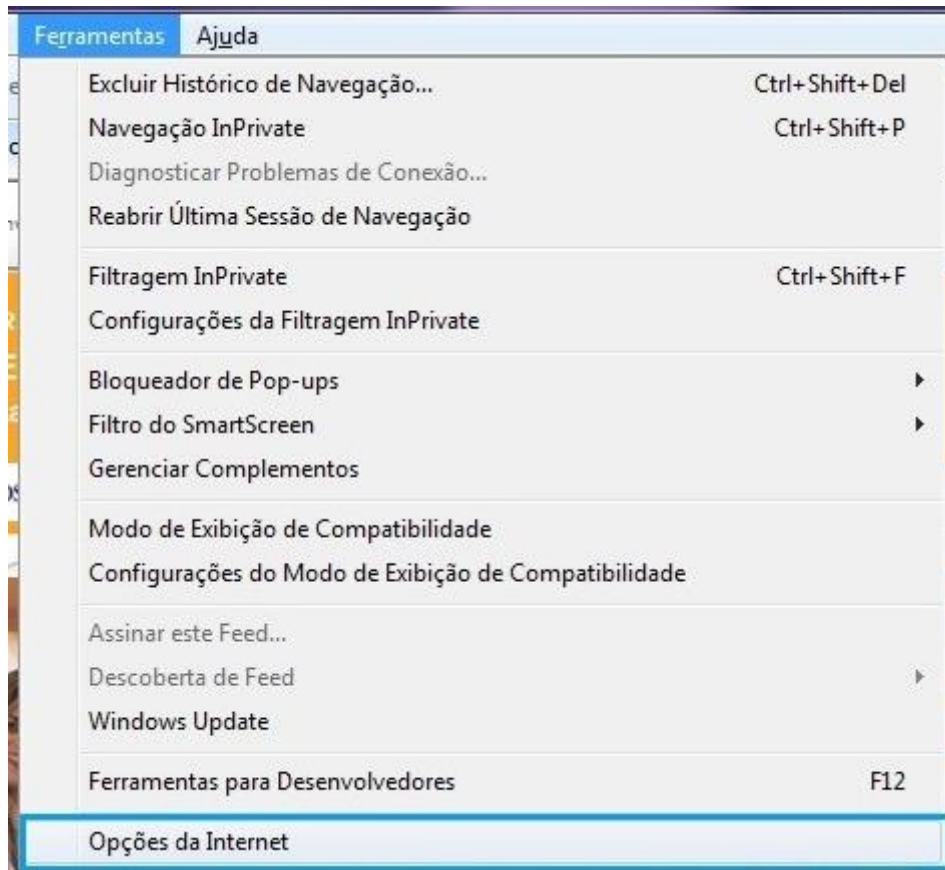 Ferramentas Ajuda
Excluir Histórico de Navegação... Ctrl+Shift+Del
Navegação InPrivate Ctrl+Shift+P
Diagnosticar Problemas de Conexão...
Reabrir Última Sessão de Navegação
Filtragem InPrivate Ctrl+Shift+F
Configurações da Filtragem InPrivate
Bloqueador de Pop-ups
Filtro do SmartScreen
Gerenciar Complementos
Modo de Exibição de Compatibilidade
Configurações do Modo de Exibição de Compatibilidade
Assinar este Feed...
Descoberta de Feed
Windows Update
Ferramentas para Desenvolvedores F12
Opções da Internet